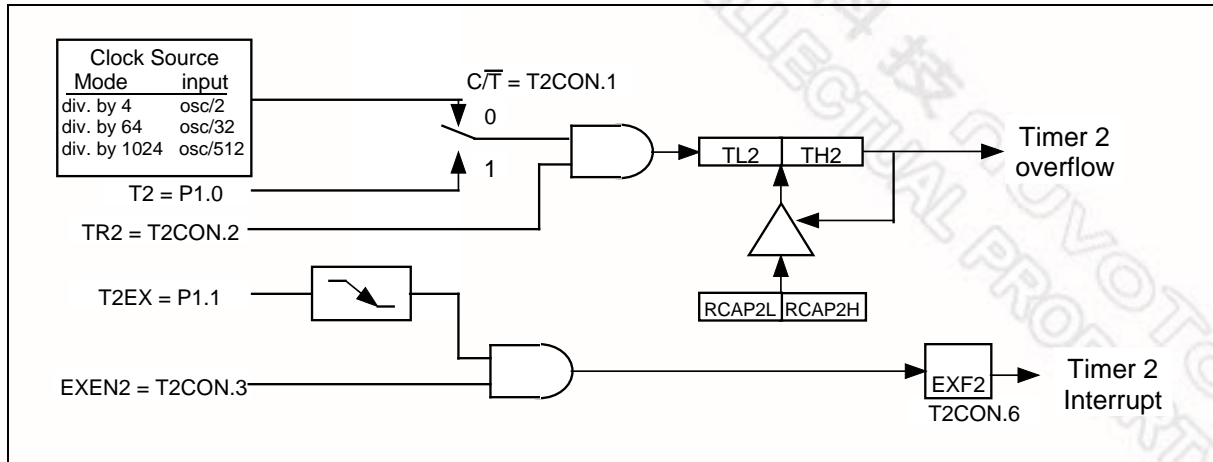 Clock Source
Mode input
div. by 4 osc/2
div. by 64 osc/32
div. by 1024 osc/512
C/T̅ = T2CON.1
0
1
T2 = P1.0
TR2 = T2CON.2
TL2 TH2
Timer 2
overflow
T2EX = P1.1
RCAP2L RCAP2H
EXEN2 = T2CON.3
EXF2
T2CON.6
Timer 2
Interrupt